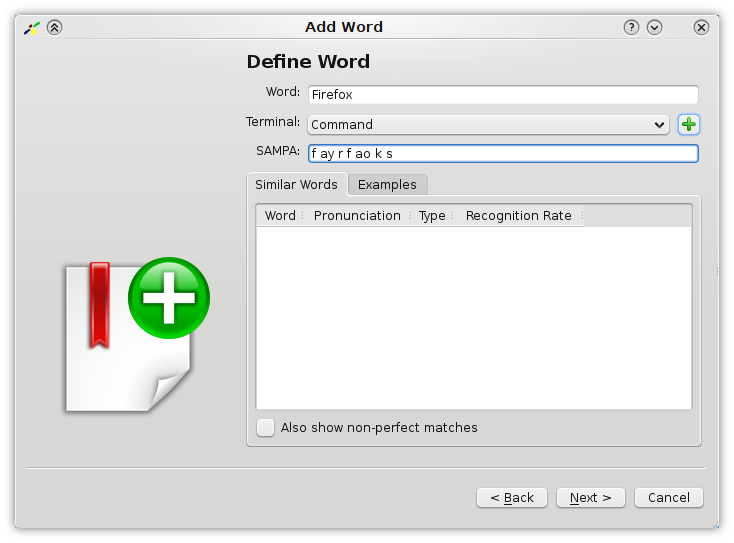 Add Word
Define Word
Word: Firefox
Terminal: Command
SAMPA: f ay r f ao k s
Similar Words Examples
Word Pronunciation Type Recognition Rate
Also show non-perfect matches
< Back Next > Cancel